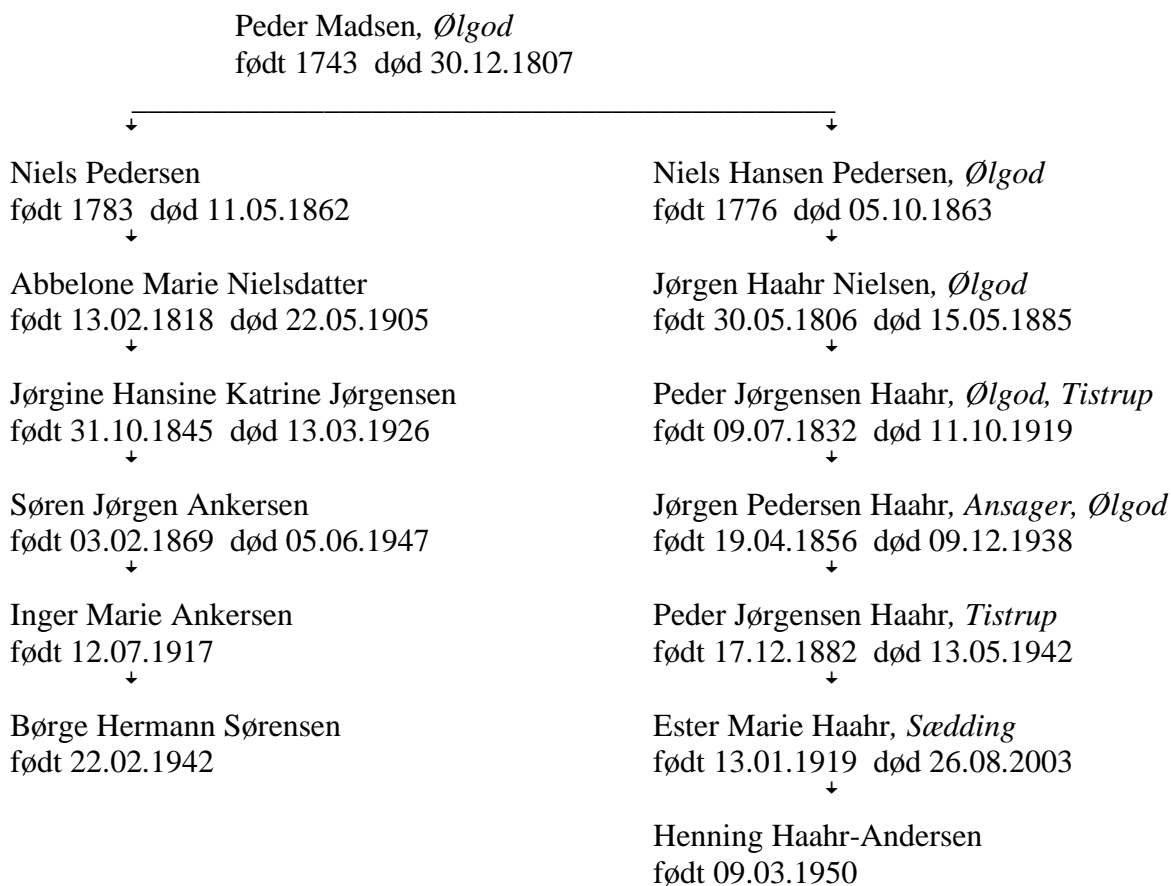 Peder Madsen, Ølgod
født 1743  død 30.12.1807
Niels Pedersen
født 1783  død 11.05.1862
Abbelone Marie Nielsdatter
født 13.02.1818  død 22.05.1905
Jørgine Hansine Katrine Jørgensen
født 31.10.1845  død 13.03.1926
Søren Jørgen Ankersen
født 03.02.1869  død 05.06.1947
Inger Marie Ankersen
født 12.07.1917
Børge Hermann Sørensen
født 22.02.1942
Niels Hansen Pedersen, Ølgod
født 1776  død 05.10.1863
Jørgen Haahr Nielsen, Ølgod
født 30.05.1806  død 15.05.1885
Peder Jørgensen Haahr, Ølgod, Tistrup
født 09.07.1832  død 11.10.1919
Jørgen Pedersen Haahr, Ansager, Ølgod
født 19.04.1856  død 09.12.1938
Peder Jørgensen Haahr, Tistrup
født 17.12.1882  død 13.05.1942
Ester Marie Haahr, Sædding
født 13.01.1919  død 26.08.2003
Henning Haahr-Andersen
født 09.03.1950